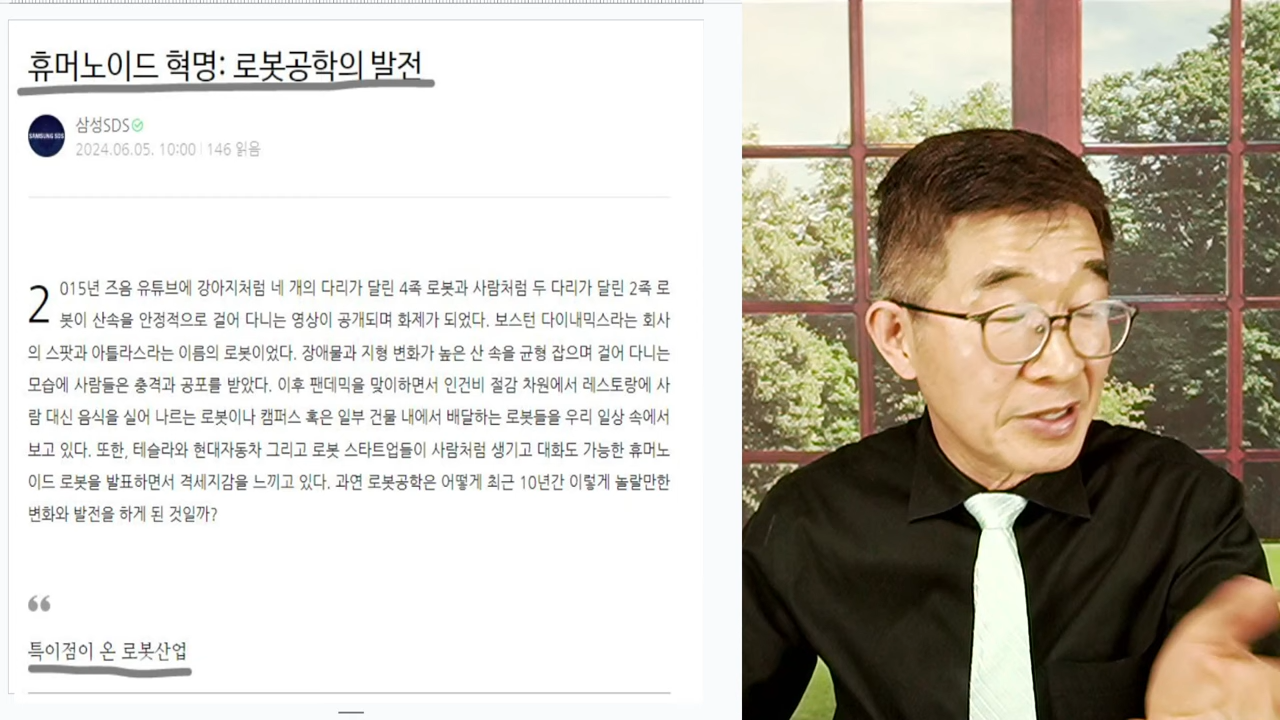 휴머노이드 혁명: 로봇공학의 발전
SAMSUNG SDS
삼성SDS
2024.06.05. 10:00 146 읽음
2015년 즈음 유튜브에 강아지처럼 네 개의 다리가 달린 4족 로봇과 사람처럼 두 다리가 달린 2족 로
봇이 산속을 안정적으로 걸어 다니는 영상이 공개되며 화제가 되었다. 보스턴 다이내믹스라는 회사
의 스팟과 아틀라스라는 이름의 로봇이었다. 장애물과 지형 변화가 높은 산 속을 균형 잡으며 걸어 다니는
모습에 사람들은 충격과 공포를 받았다. 이후 팬데믹을 맞이하면서 인건비 절감 차원에서 레스토랑에 사
람 대신 음식을 실어 나르는 로봇이나 캠퍼스 혹은 일부 건물 내에서 배달하는 로봇들을 우리 일상 속에서
보고 있다. 또한, 테슬라와 현대자동차 그리고 로봇 스타트업들이 사람처럼 생기고 대화도 가능한 휴머노
이드 로봇을 발표하면서 격세지감을 느끼고 있다. 과연 로봇공학은 어떻게 최근 10년간 이렇게 놀랄만한
변화와 발전을 하게 된 것일까?
“
특이점이 온 로봇산업